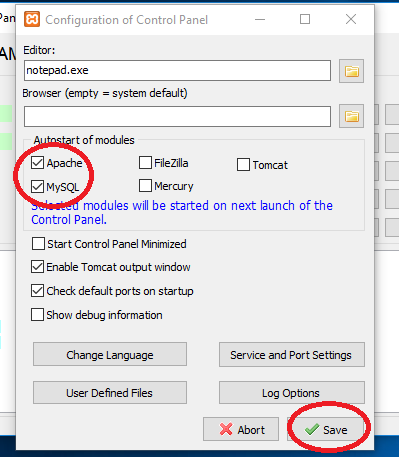 Configuration of Control Panel
Editor:
notepad.exe
Browser (empty = system default)
Autostart of modules
Apache
FileZilla
Tomcat
MySQL
Mercury
Selected modules will be started on next launch of the
Control Panel.
Start Control Panel Minimized
Enable Tomcat output window
Check default ports on startup
Show debug information
Change Language
Service and Port Settings
User Defined Files
Log Options
Abort
Save